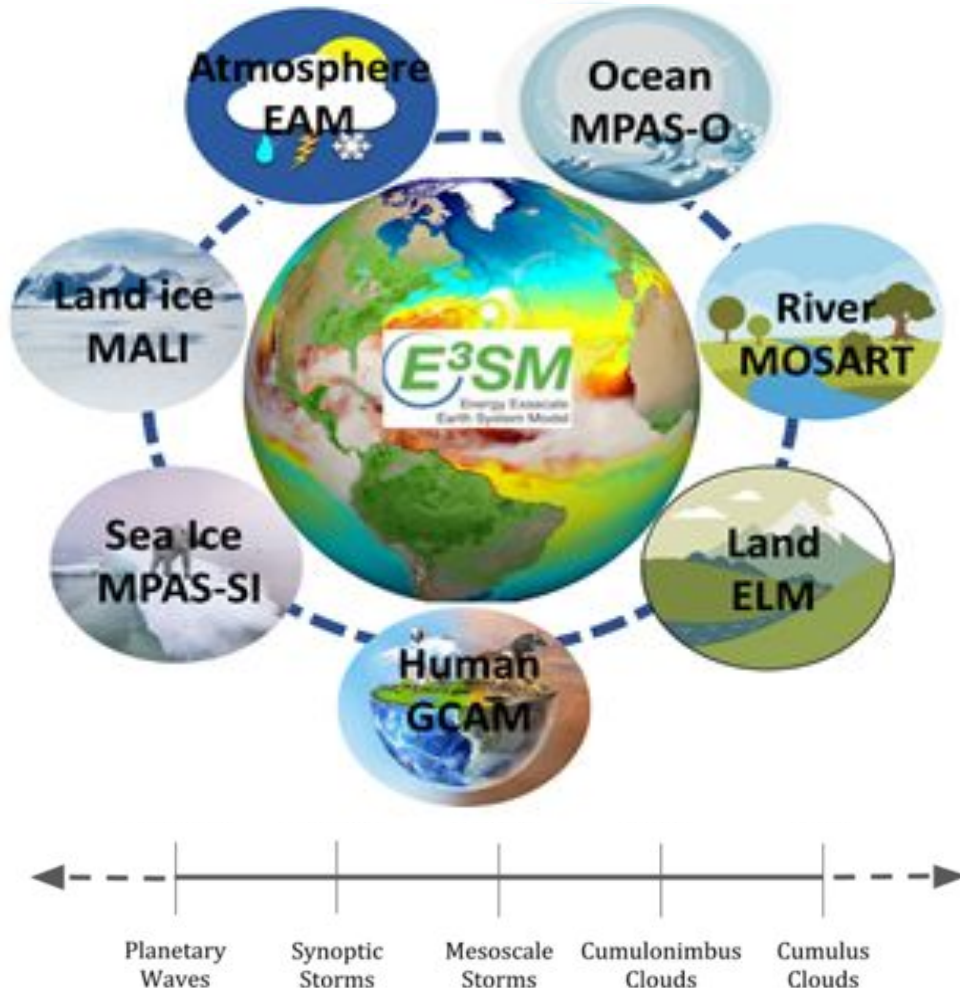 Atmosphere
EAM
Ocean
MPAS-O
Land ice
MALI
River
MOSART
E³SM
Energy Exascale
Earth System Model
Sea Ice
MPAS-SI
Land
ELM
Human
GCAM
Planetary
Waves
Synoptic
Storms
Mesoscale
Storms
Cumulonimbus
Clouds
Cumulus
Clouds